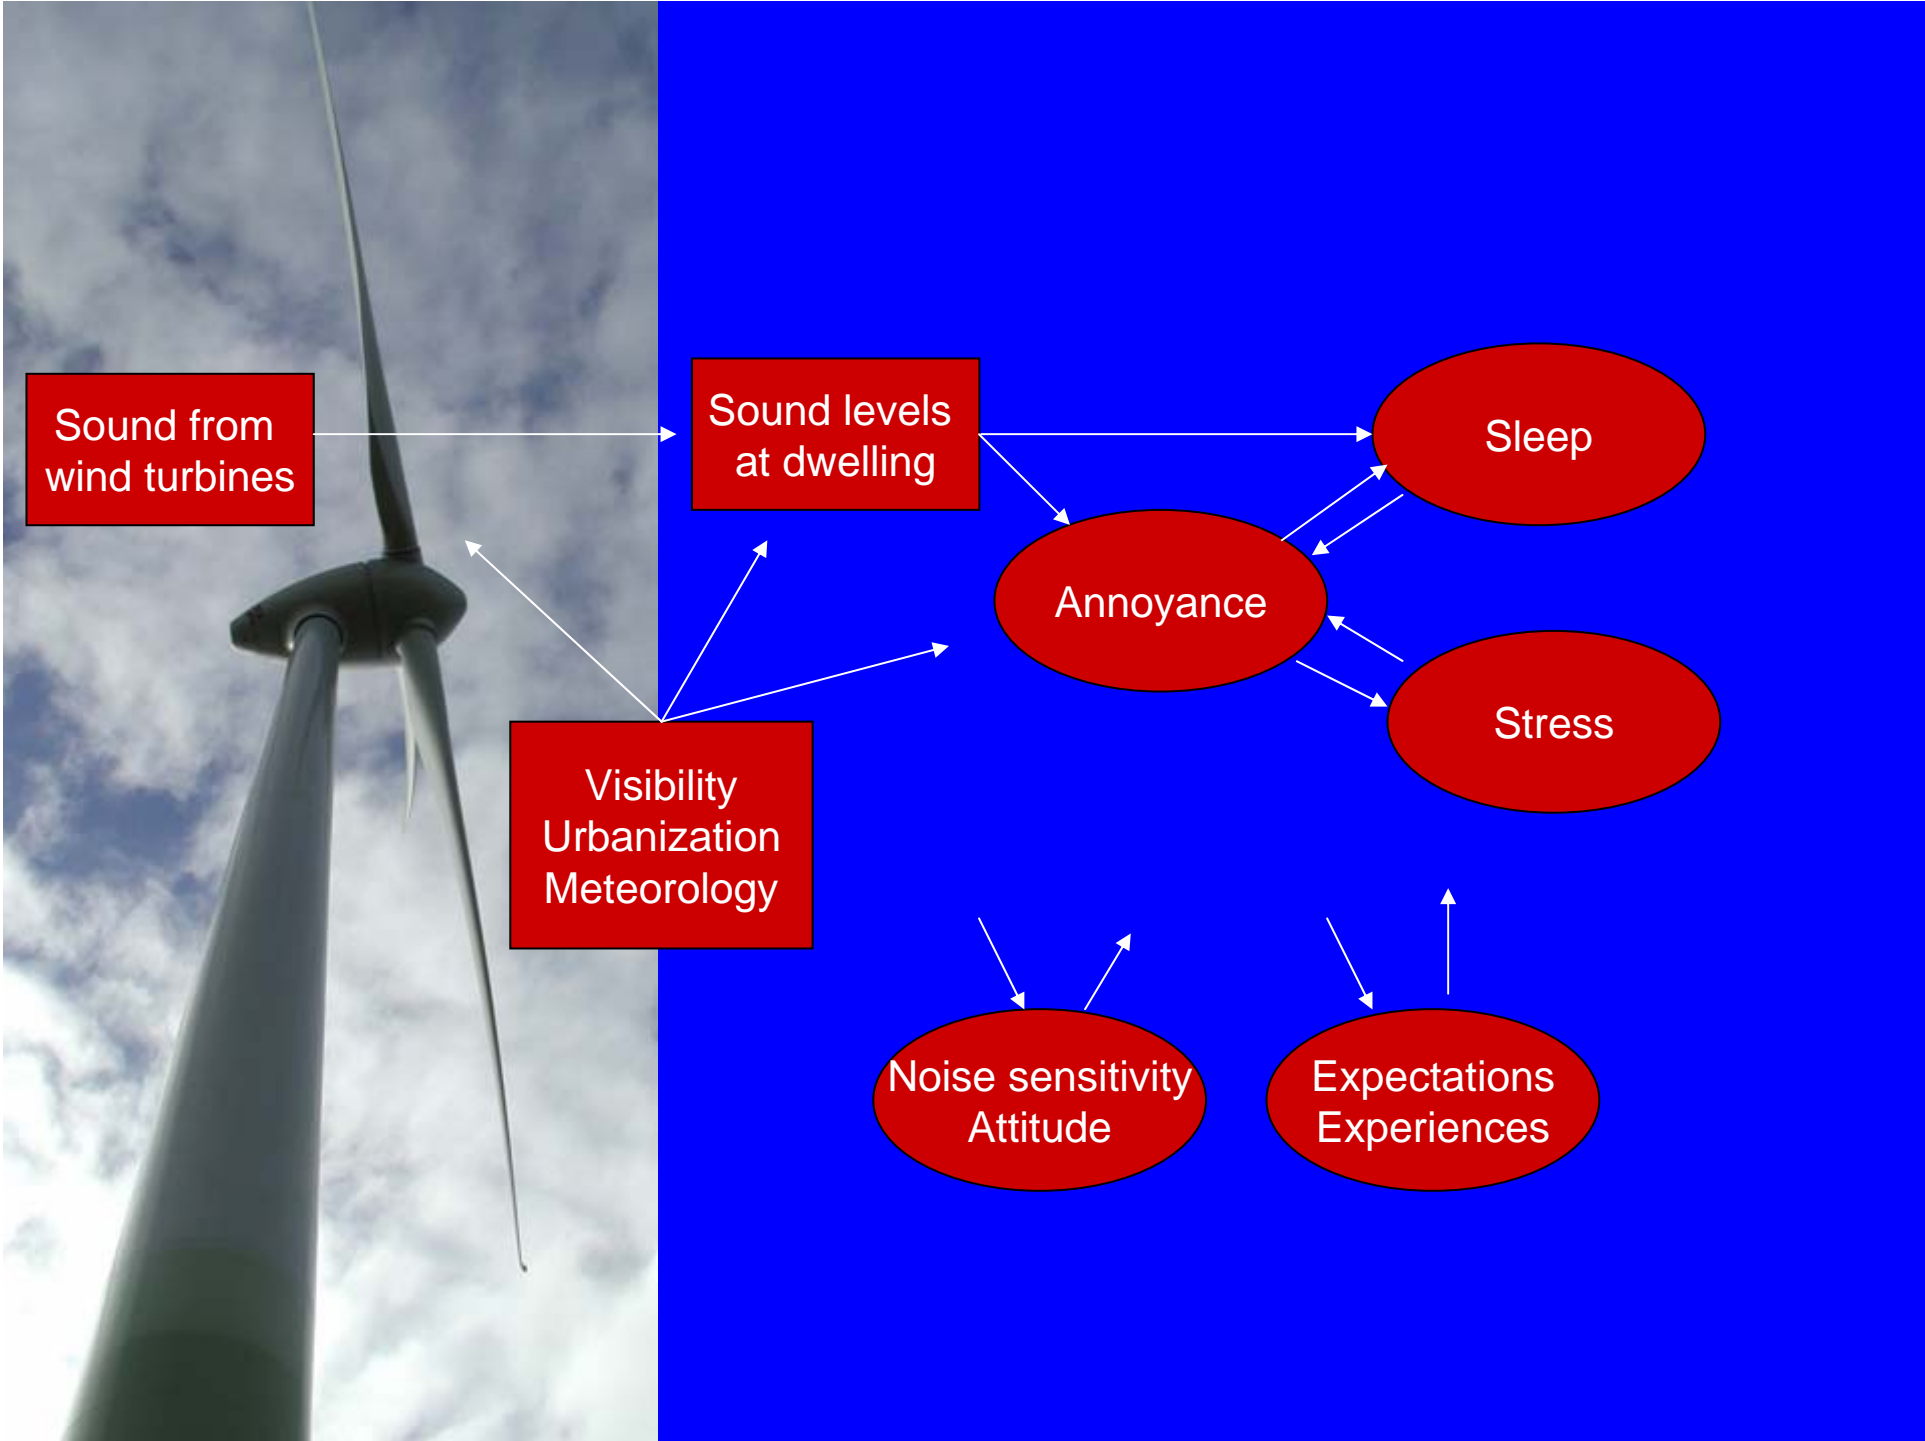 Sound from
wind turbines
Sound levels
at dwelling
Sleep
Annoyance
Stress
Visibility
Urbanization
Meteorology
Noise sensitivity
Attitude
Expectations
Experiences